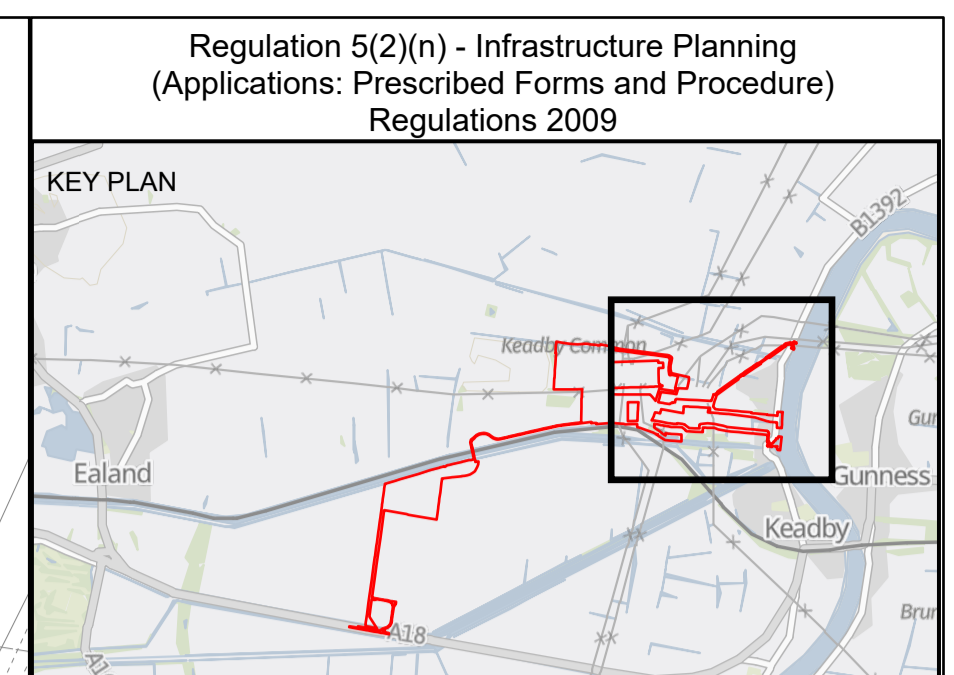 Regulation 5(2)(n) - Infrastructure Planning
(Applications: Prescribed Forms and Procedure)
Regulations 2009
KEY PLAN
B1392
Keadby Common
Ealand
Gunness
Keadby
A18